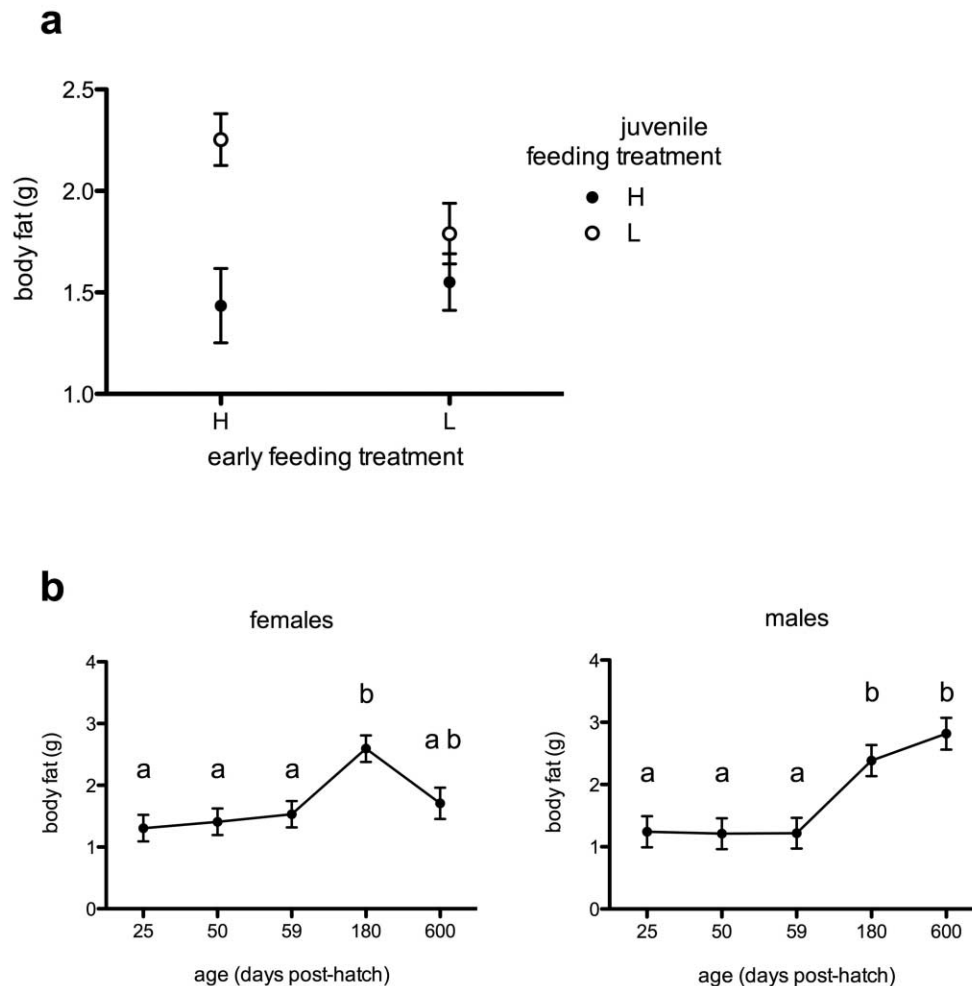 a
2.5
2.0
1.5
1.0
body fat (g)
H
L
early feeding treatment
juvenile
feeding treatment
H
L
b
females
4
3
2
1
0
body fat (g)
a
a
a
b
a b
25
50
59
180
600
age (days post-hatch)
males
4
3
2
1
0
body fat (g)
a
a
a
b
b
25
50
59
180
600
age (days post-hatch)